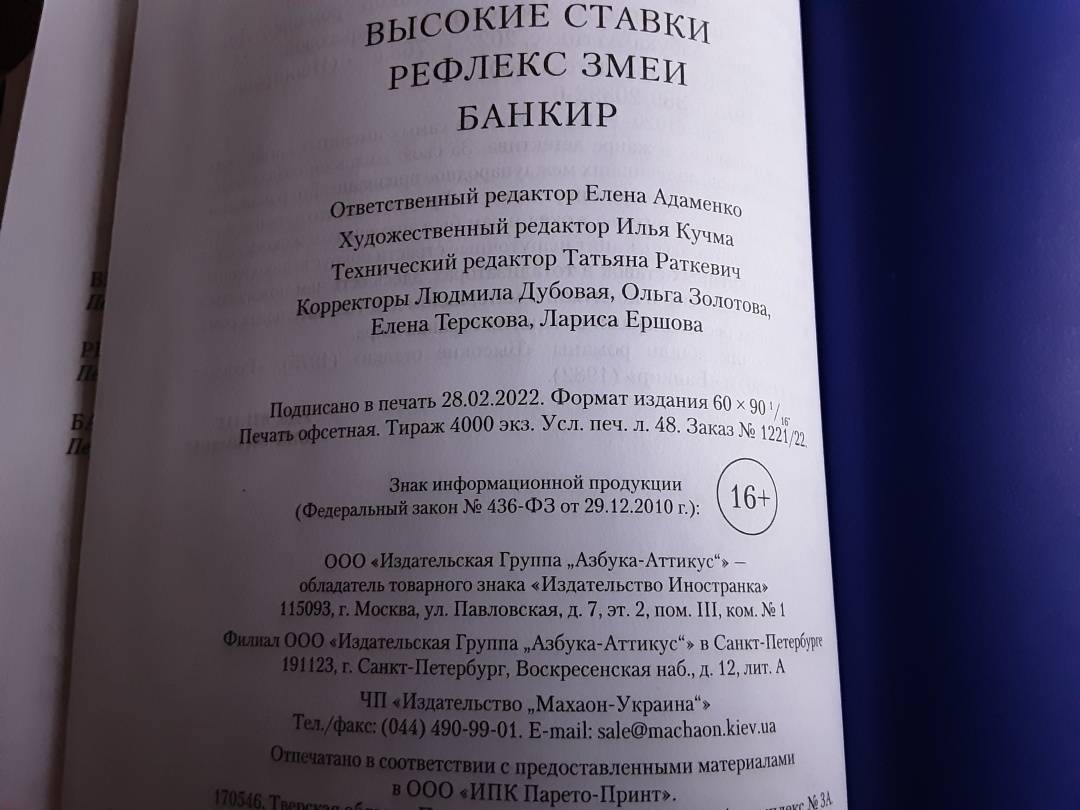 ВЫСОКИЕ СТАВКИ
РЕФЛЕКС ЗМЕИ
БАНКИР
Ответственный редактор Елена Адаменко
Художественный редактор Илья Кучма
Технический редактор Татьяна Раткевич
Корректоры Людмила Дубовая, Ольга Золотова,
Елена Терскова, Лариса Ершова
Подписано в печать 28.02.2022. Формат издания 60 × 90 1/16.
Печать офсетная. Тираж 4000 экз. Усл. печ. л. 48. Заказ № 1221/22.
Знак информационной продукции
(Федеральный закон № 436-ФЗ от 29.12.2010 г.):
16+
ООО «Издательская Группа „Азбука-Аттикус“» –
обладатель товарного знака «Издательство Иностранка»
115093, г. Москва, ул. Павловская, д. 7, эт. 2, пом. III, ком. № 1
Филиал ООО «Издательская Группа „Азбука-Аттикус“» в Санкт-Петербурге
191123, г. Санкт-Петербург, Воскресенская наб., д. 12, лит. А
ЧП «Издательство „Махаон-Украина“»
Тел./факс: (044) 490-99-01. E-mail: sale@machaon.kiev.ua
Отпечатано в соответствии с предоставленными материалами
в ООО «ИПК Парето-Принт».
170546, Тверская № 3А